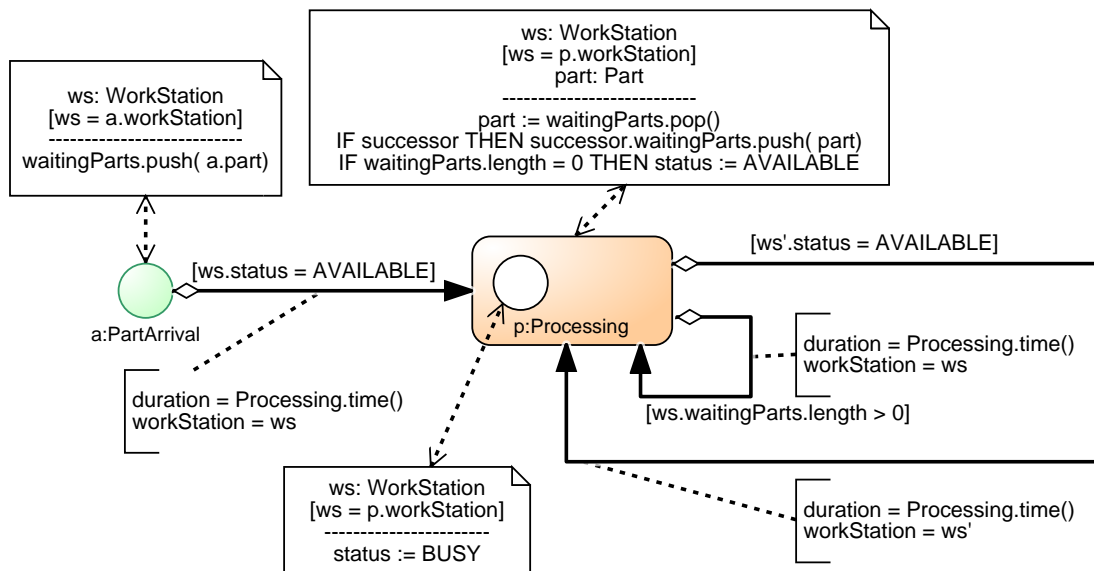 ws: WorkStation
[ws = p.workStation]
part: Part
----------------------------
part := waitingParts.pop()
IF successor THEN successor.waitingParts.push( part)
IF waitingParts.length = 0 THEN status := AVAILABLE
ws: WorkStation
[ws = a.workStation]
----------------------------
waitingParts.push( a.part)
[ws.status = AVAILABLE]
[ws'.status = AVAILABLE]
a:PartArrival
p:Processing
duration = Processing.time()
workStation = ws
duration = Processing.time()
workStation = ws
[ws.waitingParts.length > 0]
ws: WorkStation
[ws = p.workStation]
------------------------
status := BUSY
duration = Processing.time()
workStation = ws'